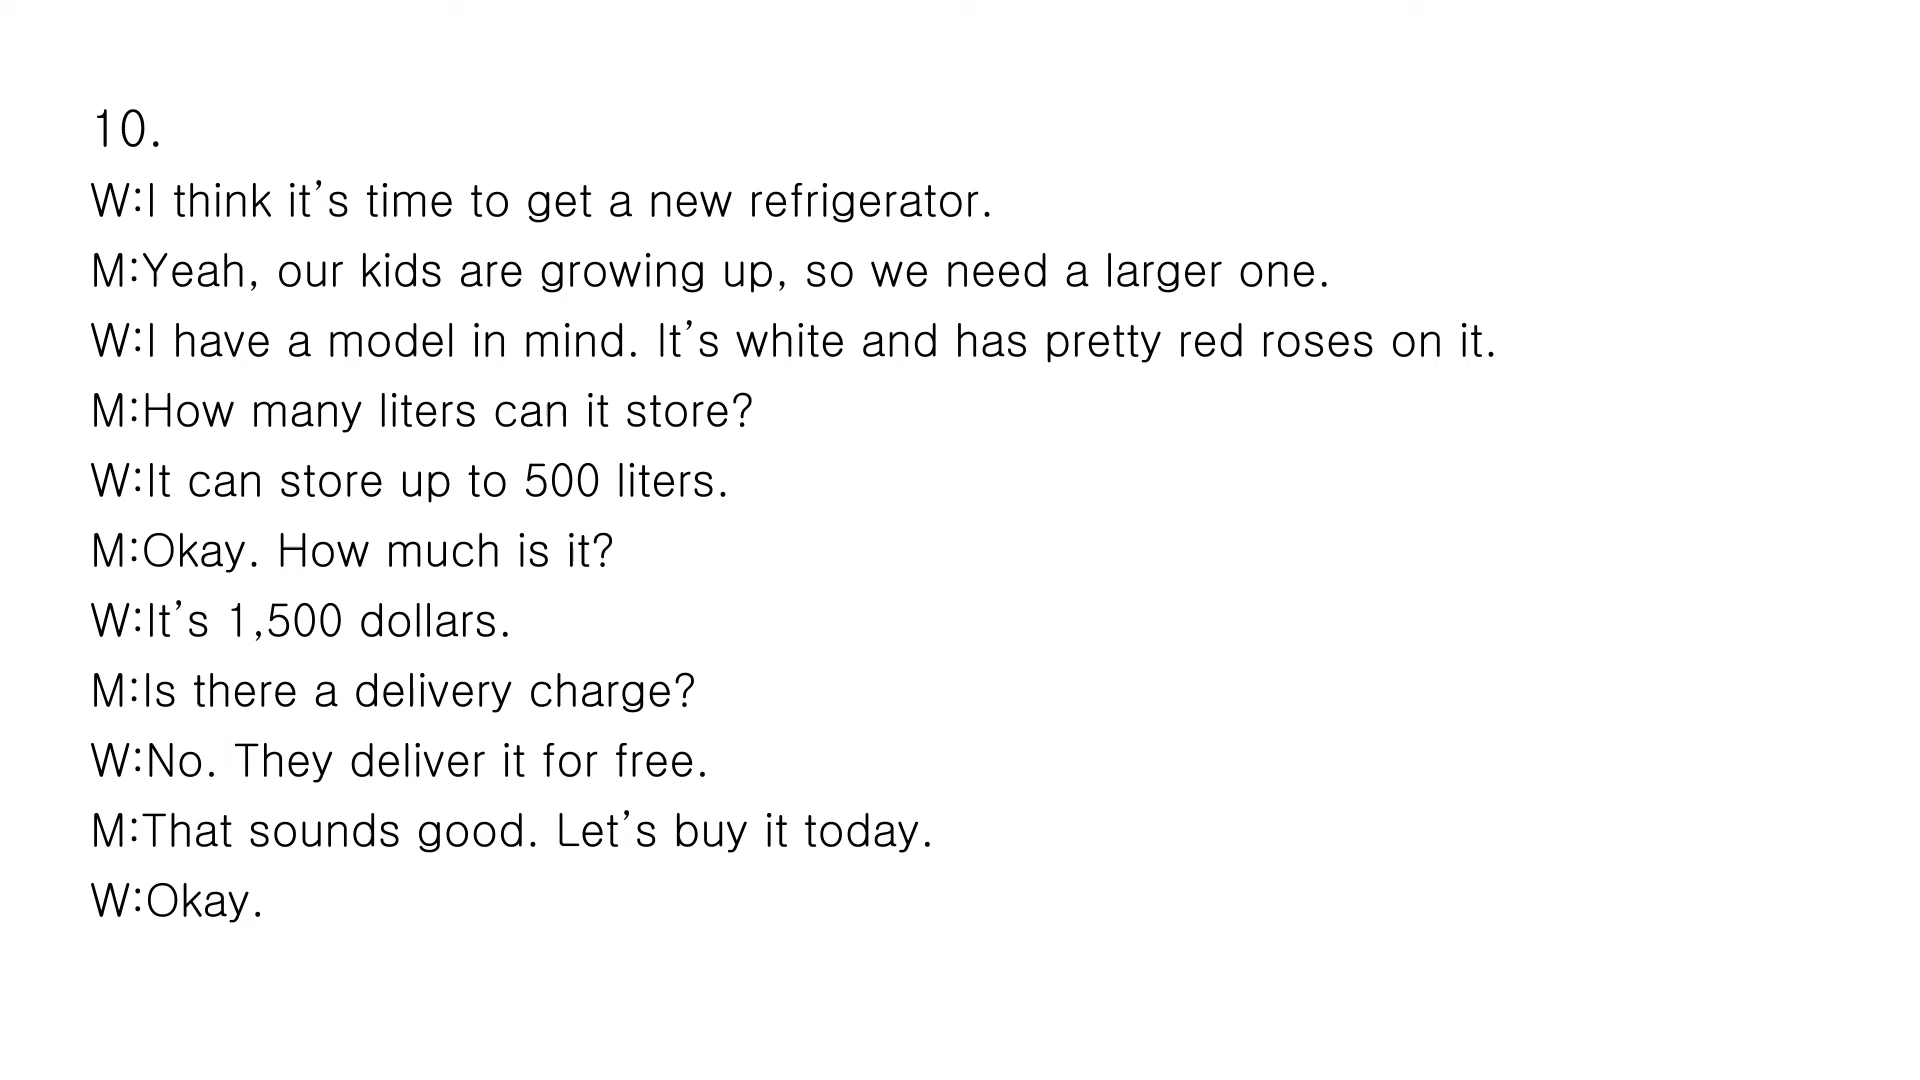 10.
W:I think it’s time to get a new refrigerator.
M:Yeah, our kids are growing up, so we need a larger one.
W:I have a model in mind. It’s white and has pretty red roses on it.
M:How many liters can it store?
W:It can store up to 500 liters.
M:Okay. How much is it?
W:It’s 1,500 dollars.
M:Is there a delivery charge?
W:No. They deliver it for free.
M:That sounds good. Let’s buy it today.
W:Okay.